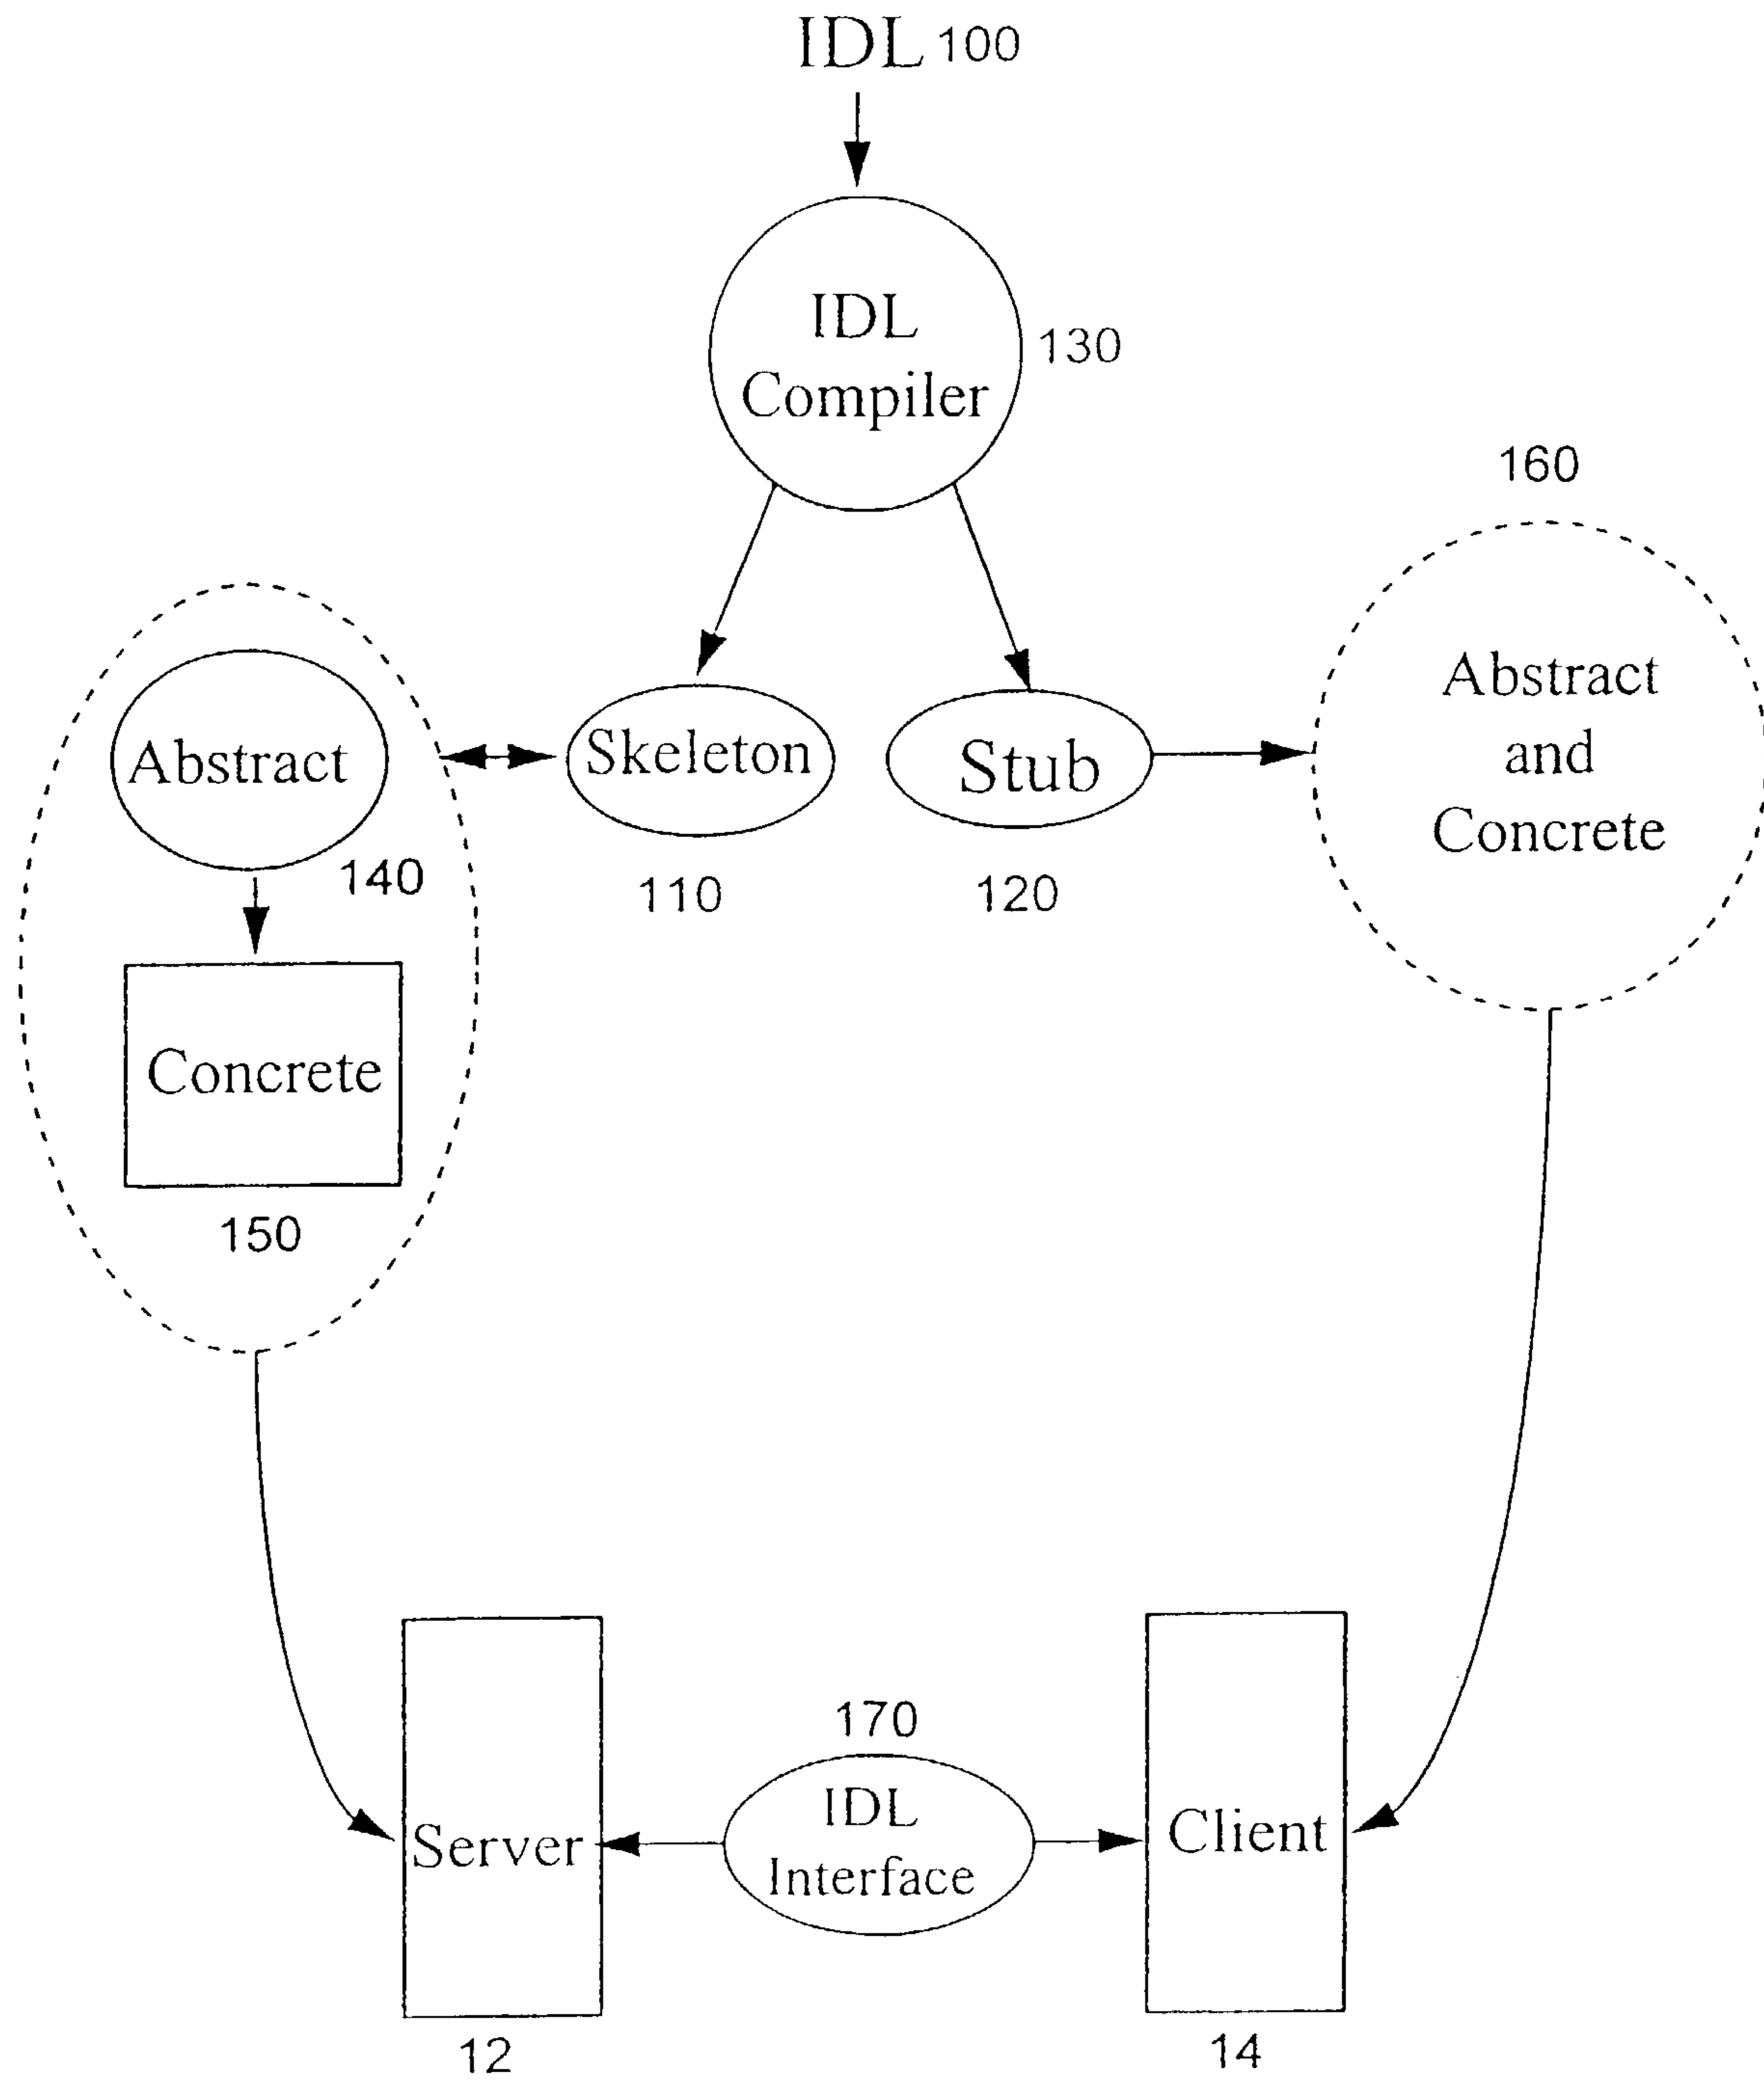 IDL 100
IDL
Compiler
130
160
Abstract
and
Concrete
Abstract
140
Skeleton
110
Stub
120
Concrete
150
170
IDL
Interface
Server
12
Client
14